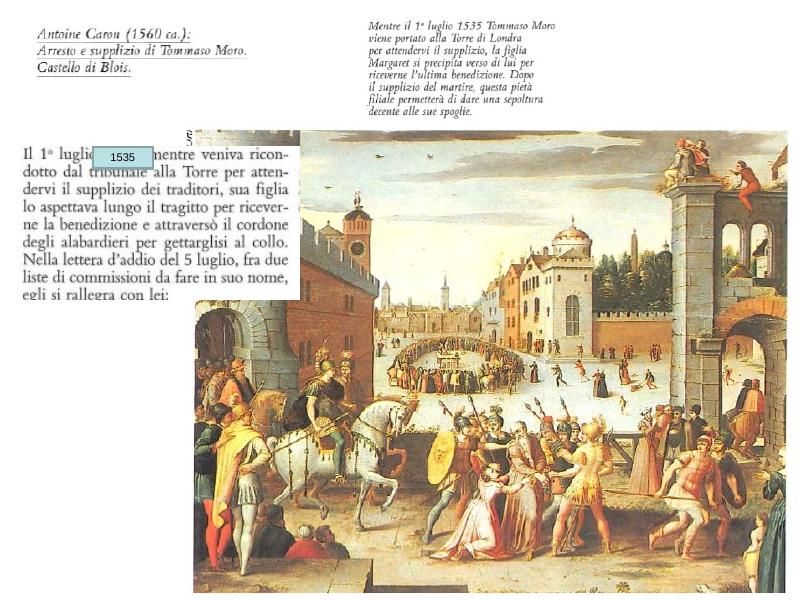 Antoine Caron (1560 ca.):
Arresto e supplizio di Tommaso Moro.
Castello di Blois.
Mentre il 1° luglio 1535 Tommaso Moro
viene portato alla Torre di Londra
per attendervi il supplizio, la figlia
Margaret si precipita verso di lui per
riceverne l'ultima benedizione. Dopo
il supplizio del martire, questa pietà
filiale permetterà di dare una sepoltura
decente alle sue spoglie.
§
Il 1° luglio 1535 mentre veniva ricon-
dotto dal tribunale alla Torre per atten-
dervi il supplizio dei traditori, sua figlia
lo aspettava lungo il tragitto per ricever-
ne la benedizione e attraversò il cordone
degli alabardieri per gettarglisi al collo.
Nella lettera d'addio del 5 luglio, fra due
liste di commissioni da fare in suo nome,
egli si rallegra con lei: